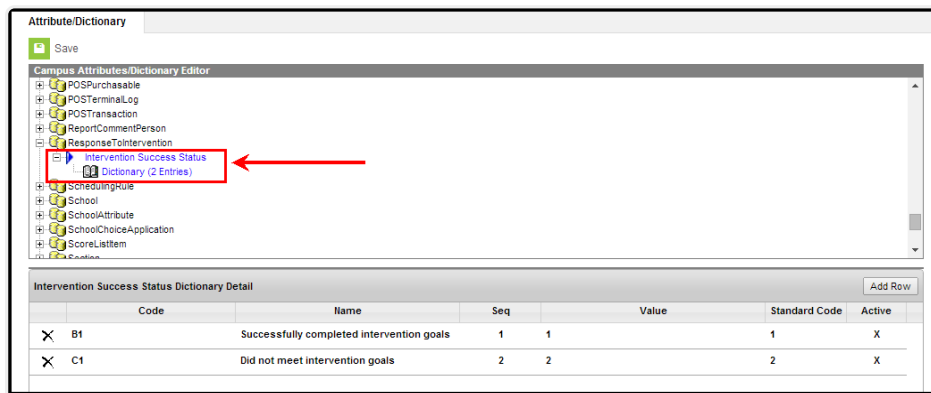 Attribute/Dictionary
Save
Campus Attributes/Dictionary Editor
POSPurchasable
POSTerminalLog
POSTransaction
ReportCommentPerson
ResponseToIntervention
Intervention Success Status
Dictionary (2 Entries)
SchedulingRule
School
SchoolAttribute
SchoolChoiceApplication
ScoreListItem
Section
Intervention Success Status Dictionary Detail Add Row
Code Name Seq Value Standard Code Active
B1 Successfully completed intervention goals 1 1 1 X
C1 Did not meet intervention goals 2 2 2 X